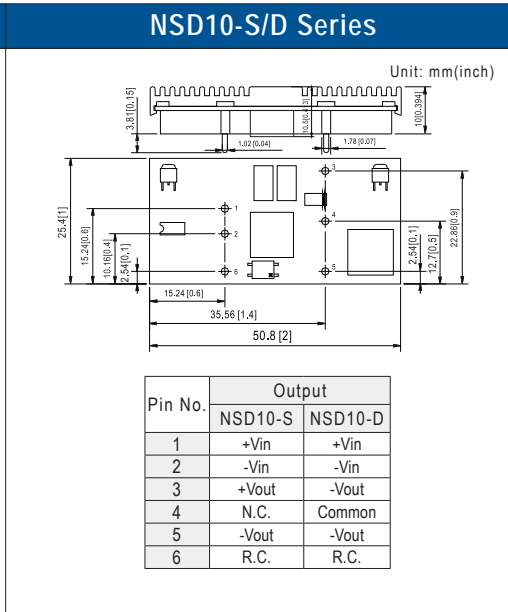 NSD10-S/D Series
Unit: mm(inch)
3.81[0.15]
10.5[0.413]
10[0.394]
1.02 [0.04]
1.78 [0.07]
25.4[1]
15.24[0.6]
10.16[0.4]
2.54[0.1]
1
2
6
3
4
5
2.54[0.1]
12.7[0.5]
22.86[0.9]
15.24 [0.6]
35.56 [1.4]
50.8 [2]
Pin No. Output
NSD10-S NSD10-D
1 +Vin +Vin
2 -Vin -Vin
3 +Vout -Vout
4 N.C. Common
5 -Vout -Vout
6 R.C. R.C.